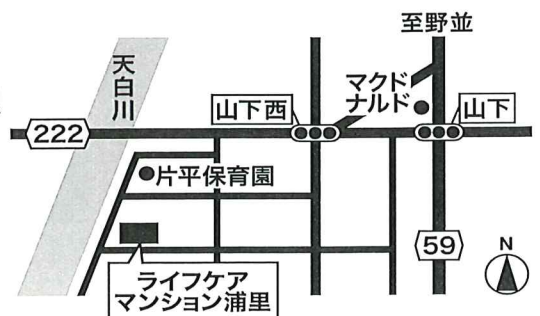 至野並
天白川
マクド
ナルド
山下西
山下
222
片平保育園
59
N
ライフケア
マンション浦里